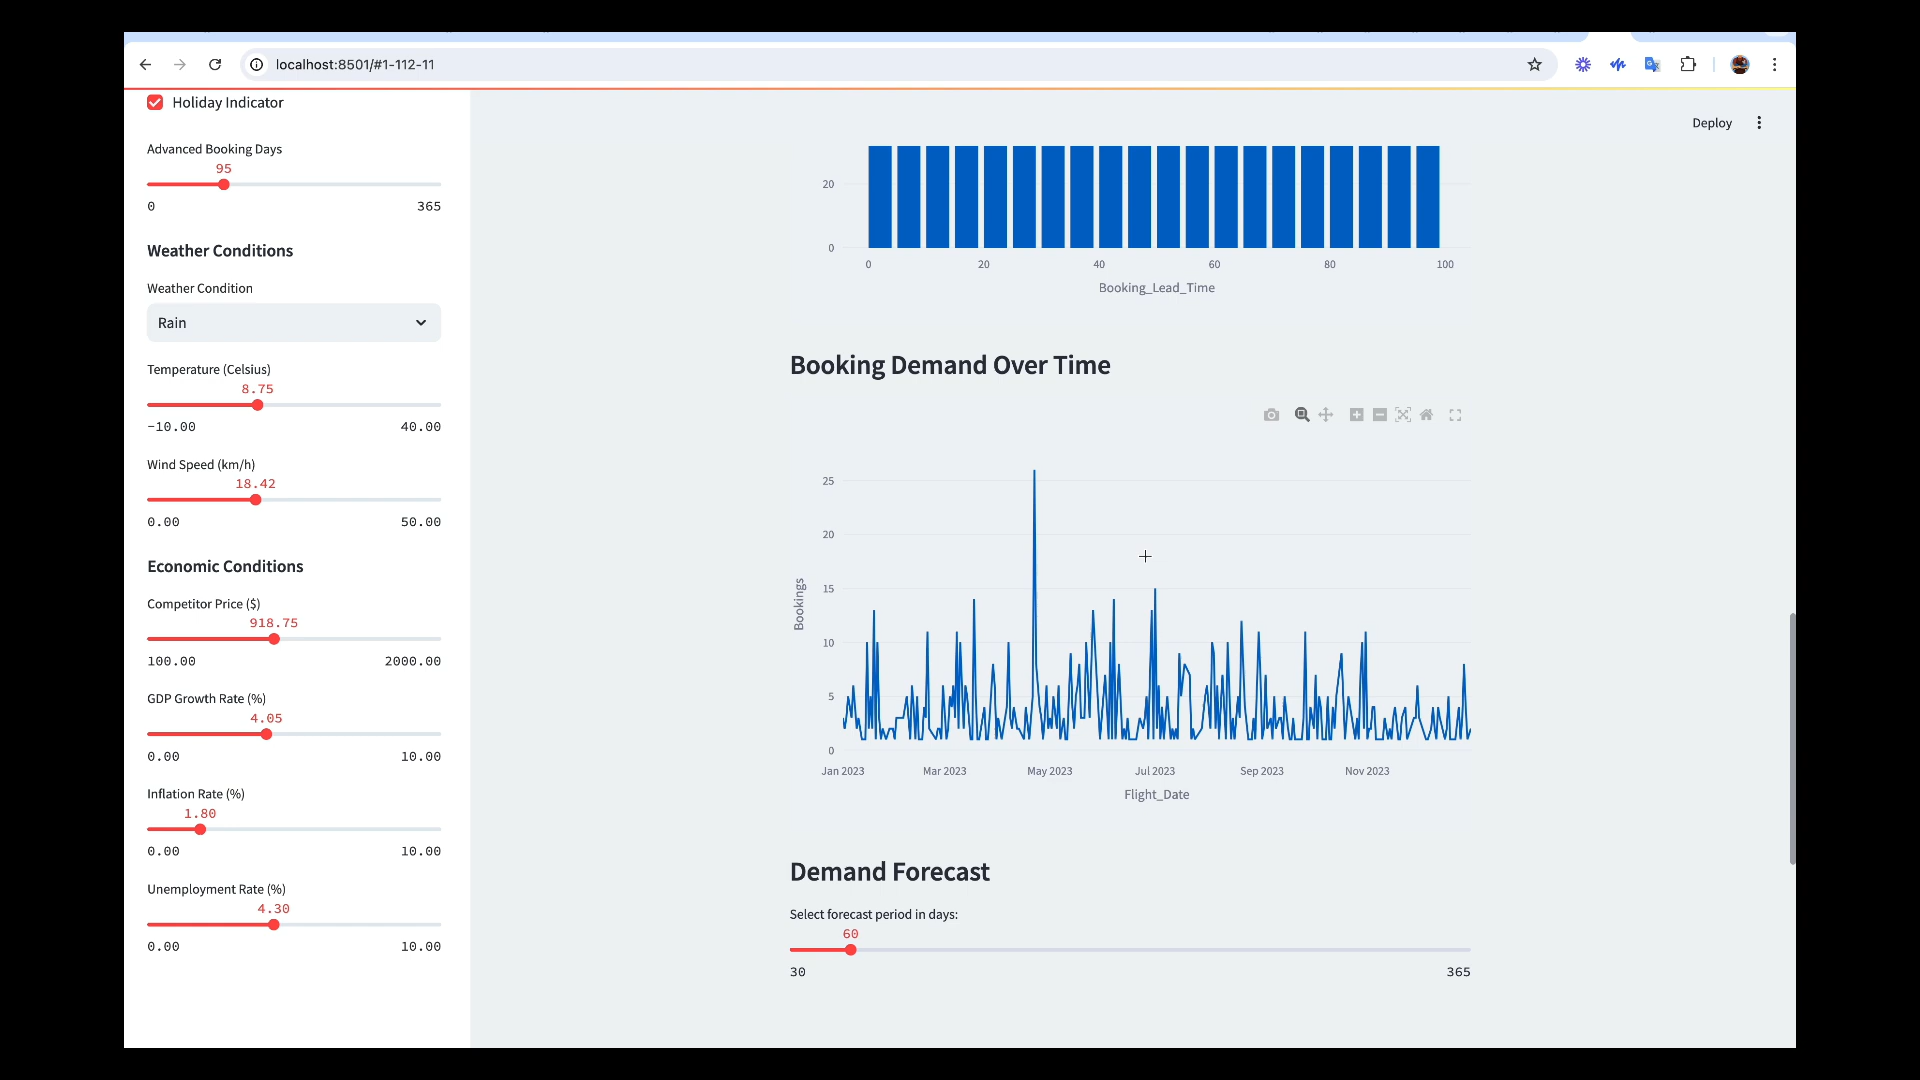 localhost:8501/#1-112-11
Holiday Indicator
Advanced Booking Days
95
0 365
Weather Conditions
Weather Condition
Rain
Temperature (Celsius)
8.75
-10.00 40.00
Wind Speed (km/h)
18.42
0.00 50.00
Economic Conditions
Competitor Price ($)
918.75
100.00 2000.00
GDP Growth Rate (%)
4.05
0.00 10.00
Inflation Rate (%)
1.80
0.00 10.00
Unemployment Rate (%)
4.30
0.00 10.00
Deploy
20
0
0 20 40 60 80 100
Booking_Lead_Time
Booking Demand Over Time
25
20
15
10
5
0
Bookings
Jan 2023 Mar 2023 May 2023 Jul 2023 Sep 2023 Nov 2023
Flight_Date
Demand Forecast
Select forecast period in days:
60
30 365